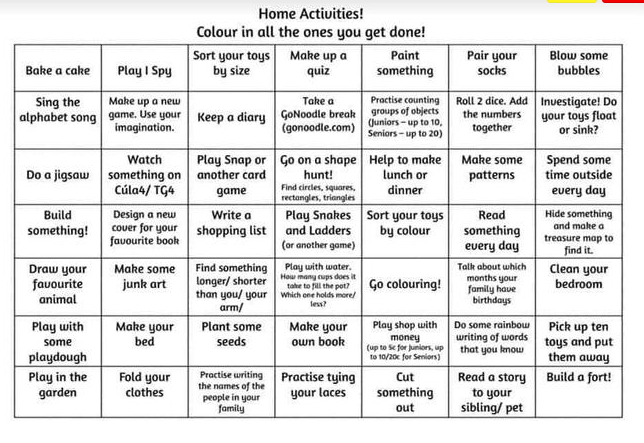 Home Activities!
Colour in all the ones you get done!
Bake a cake
Play I Spy
Sort your toys
by size
Make up a
quiz
Paint
something
Pair your
socks
Blow some
bubbles
Sing the
alphabet song
Make up a new
game. Use your
imagination.
Keep a diary
Take a
GoNoodle break
(gonoodle.com)
Practise counting
groups of objects
(Juniors – up to 10,
Seniors – up to 20)
Roll 2 dice. Add
the numbers
together
Investigate! Do
your toys float
or sink?
Do a jigsaw
Watch
something on
Cúla4/ TG4
Play Snap or
another card
game
Go on a shape
hunt!
Find circles, squares,
rectangles, triangles
Help to make
lunch or
dinner
Make some
patterns
Spend some
time outside
every day
Build
something!
Design a new
cover for your
favourite book
Write a
shopping list
Play Snakes
and Ladders
(or another game)
Sort your toys
by colour
Read
something
every day
Hide something
and make a
treasure map to
find it.
Draw your
favourite
animal
Make some
junk art
Find something
longer/ shorter
than you/ your
arm/
Play with water.
How many cups does it
take to fill the pot?
Which one holds more/
less?
Go colouring!
Talk about which
months your
family have
birthdays
Clean your
bedroom
Play with
some
playdough
Make your
bed
Plant some
seeds
Make your
own book
Play shop with
money
(up to 5c for Juniors, up
to 10/20c for Seniors)
Do some rainbow
writing of words
that you know
Pick up ten
toys and put
them away
Play in the
garden
Fold your
clothes
Practise writing
the names of the
people in your
family
Practise tying
your laces
Cut
something
out
Read a story
to your
sibling/ pet
Build a fort!